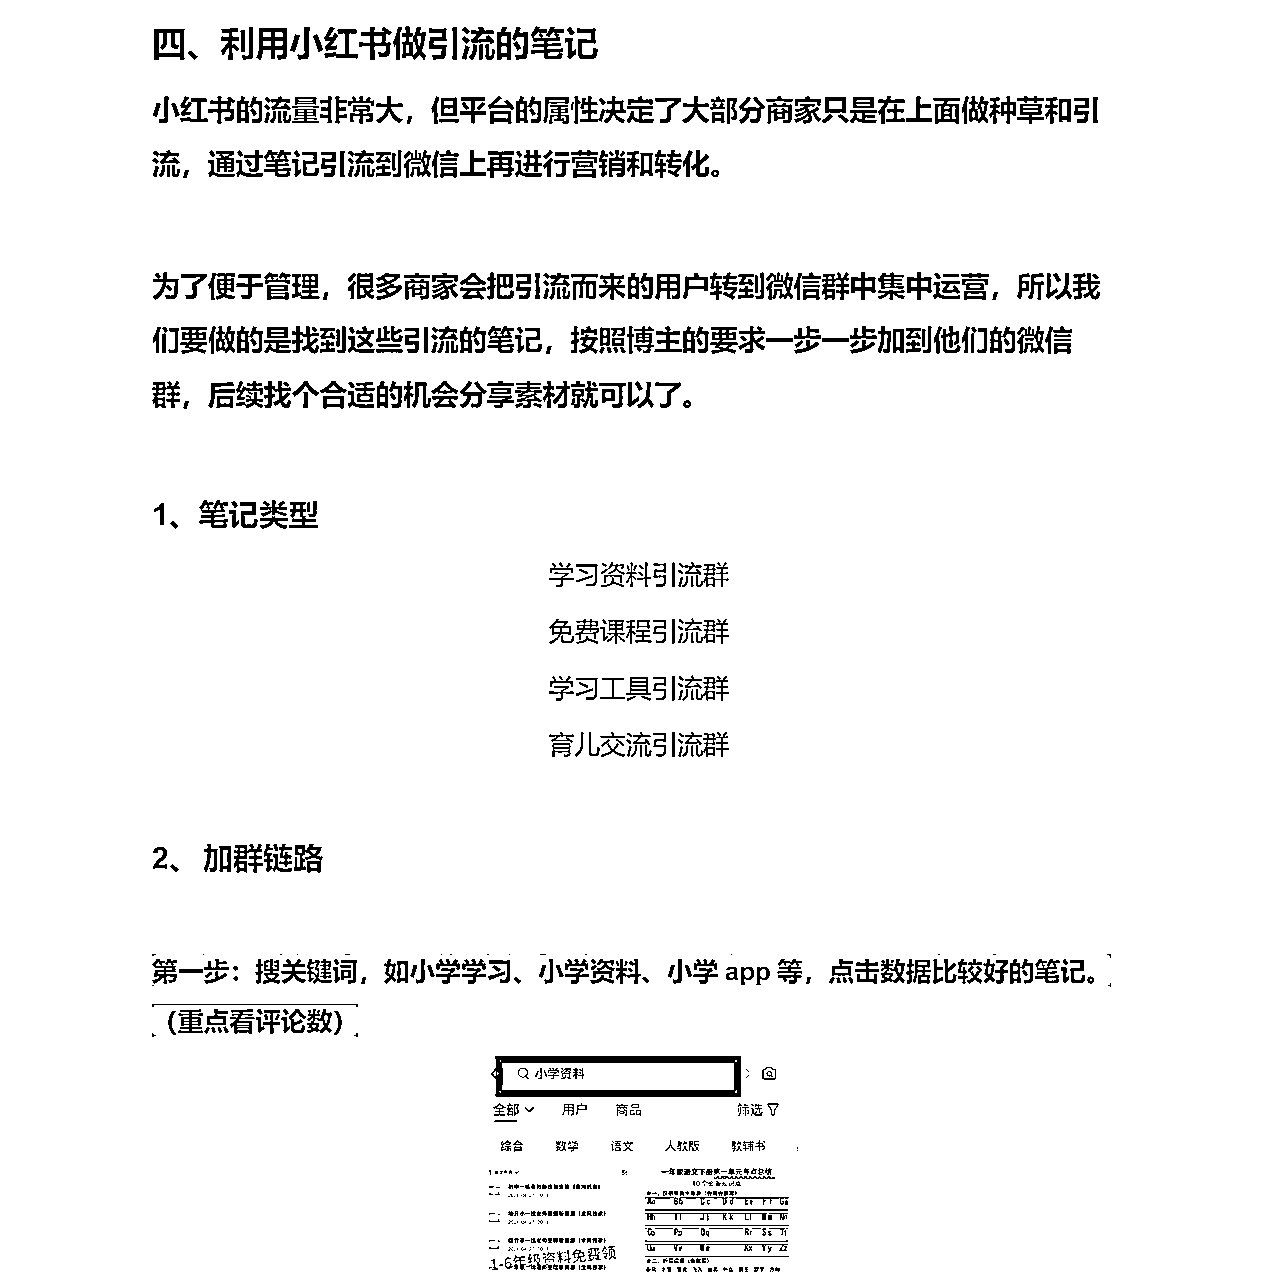 四、利用小红书做引流的笔记
小红书的流量非常大，但平台的属性决定了大部分商家只是在上面做种草和引
流，通过笔记引流到微信上再进行营销和转化。
为了便于管理，很多商家会把引流而来的用户转到微信群中集中运营，所以我
们要做的是找到这些引流的笔记，按照博主的要求一步一步加到他们的微信
群，后续找个合适的机会分享素材就可以了。
1、笔记类型
学习资料引流群
免费课程引流群
学习工具引流群
育儿交流引流群
2、 加群链路
第一步：搜关键词，如小学学习、小学资料、小学 app 等，点击数据比较好的笔记。
（重点看评论数）
小学资料
全部 用户 商品 筛选
综合 数学 语文 人教版 教辅书
一年级语文下册第一单元考点总结
1-6年级资料免费领